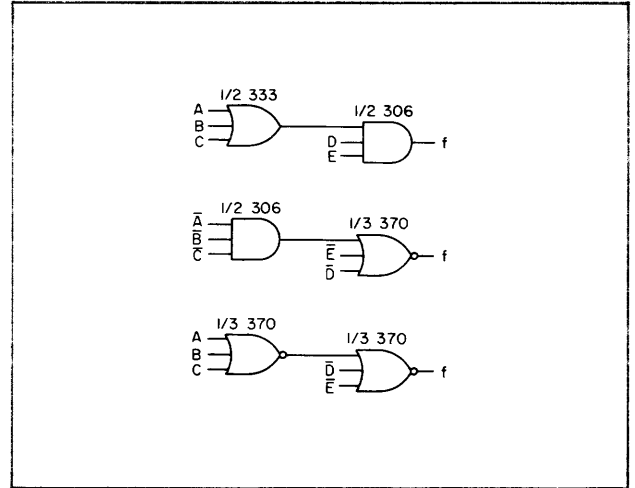 1/2 333
A
B
C
1/2 306
D
E
f
1/2 306
A̅
B̅
C̅
1/3 370
E̅
D̅
f
1/3 370
A
B
C
1/3 370
D̅
E̅
f